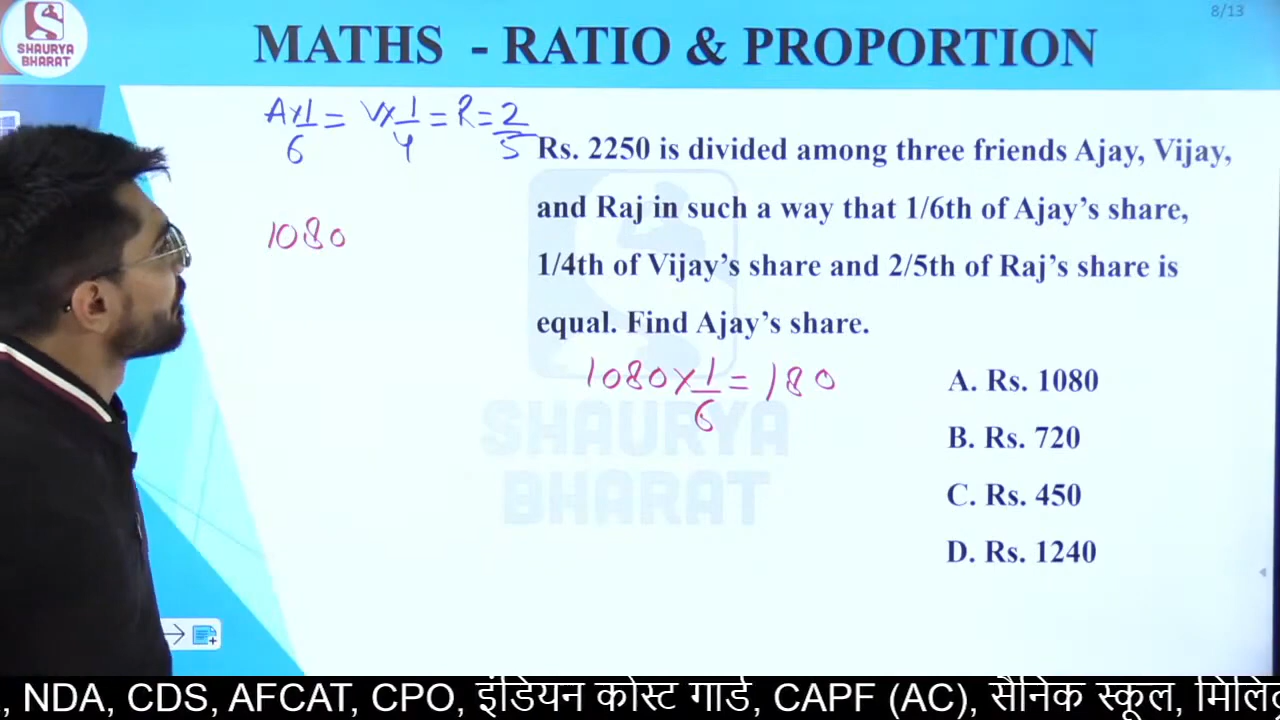 8/13
SHAURYA
BHARAT
MATHS - RATIO & PROPORTION
A×1/6 = V×1/4 = R=2/5
Rs. 2250 is divided among three friends Ajay, Vijay,
and Raj in such a way that 1/6th of Ajay’s share,
1080
1/4th of Vijay’s share and 2/5th of Raj’s share is
equal. Find Ajay’s share.
1080×1/6=180
A. Rs. 1080
B. Rs. 720
C. Rs. 450
D. Rs. 1240
SHAURYA
BHARAT
, NDA, CDS, AFCAT, CPO, इंडियन कोस्ट गार्ड, CAPF (AC), सैनिक स्कूल,